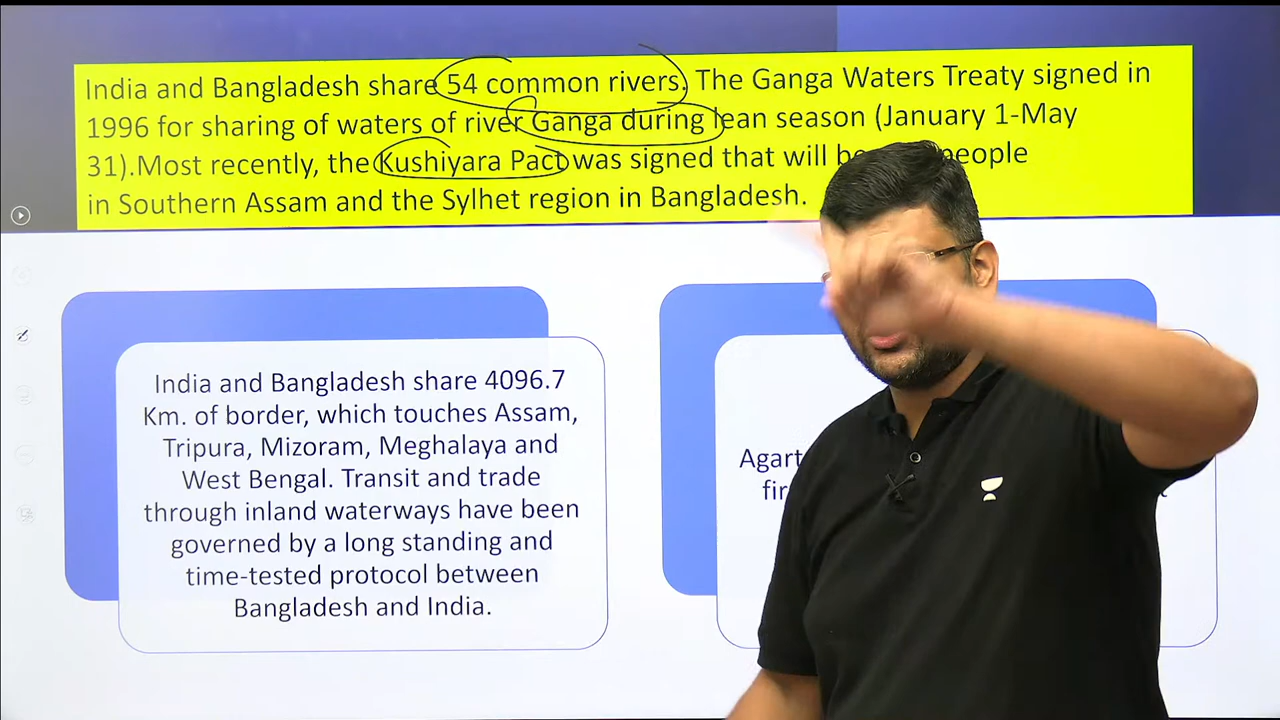 India and Bangladesh share 54 common rivers. The Ganga Waters Treaty signed in
1996 for sharing of waters of river Ganga during lean season (January 1-May
31).Most recently, the Kushiyara Pact was signed that will be people
in Southern Assam and the Sylhet region in Bangladesh.
India and Bangladesh share 4096.7
Km. of border, which touches Assam,
Tripura, Mizoram, Meghalaya and
West Bengal. Transit and trade
through inland waterways have been
governed by a long standing and
time-tested protocol between
Bangladesh and India.